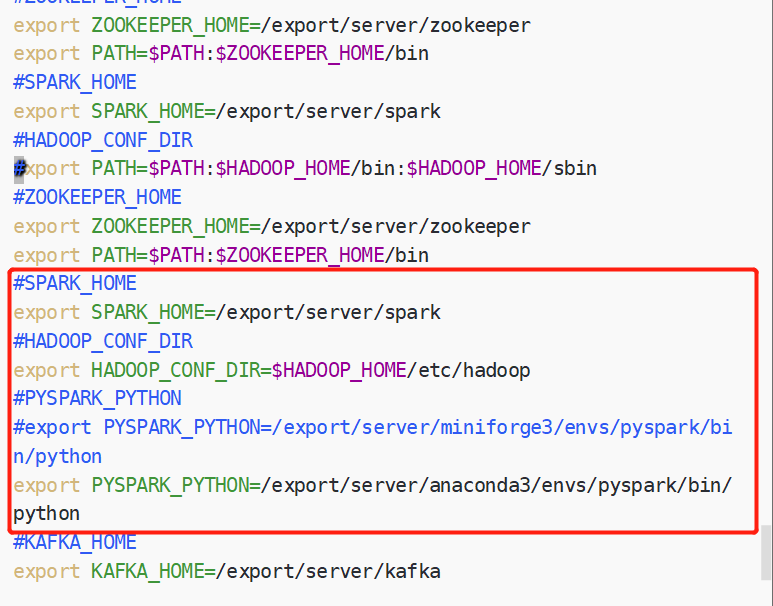 #ZOOKEEPER_HOME
export ZOOKEEPER_HOME=/export/server/zookeeper
export PATH=$PATH:$ZOOKEEPER_HOME/bin
#SPARK_HOME
export SPARK_HOME=/export/server/spark
#HADOOP_CONF_DIR
#xport PATH=$PATH:$HADOOP_HOME/bin:$HADOOP_HOME/sbin
#ZOOKEEPER_HOME
export ZOOKEEPER_HOME=/export/server/zookeeper
export PATH=$PATH:$ZOOKEEPER_HOME/bin
#SPARK_HOME
export SPARK_HOME=/export/server/spark
#HADOOP_CONF_DIR
export HADOOP_CONF_DIR=$HADOOP_HOME/etc/hadoop
#PYSPARK_PYTHON
#export PYSPARK_PYTHON=/export/server/miniforge3/envs/pyspark/bi
n/python
export PYSPARK_PYTHON=/export/server/anaconda3/envs/pyspark/bin/
python
#KAFKA_HOME
export KAFKA_HOME=/export/server/kafka